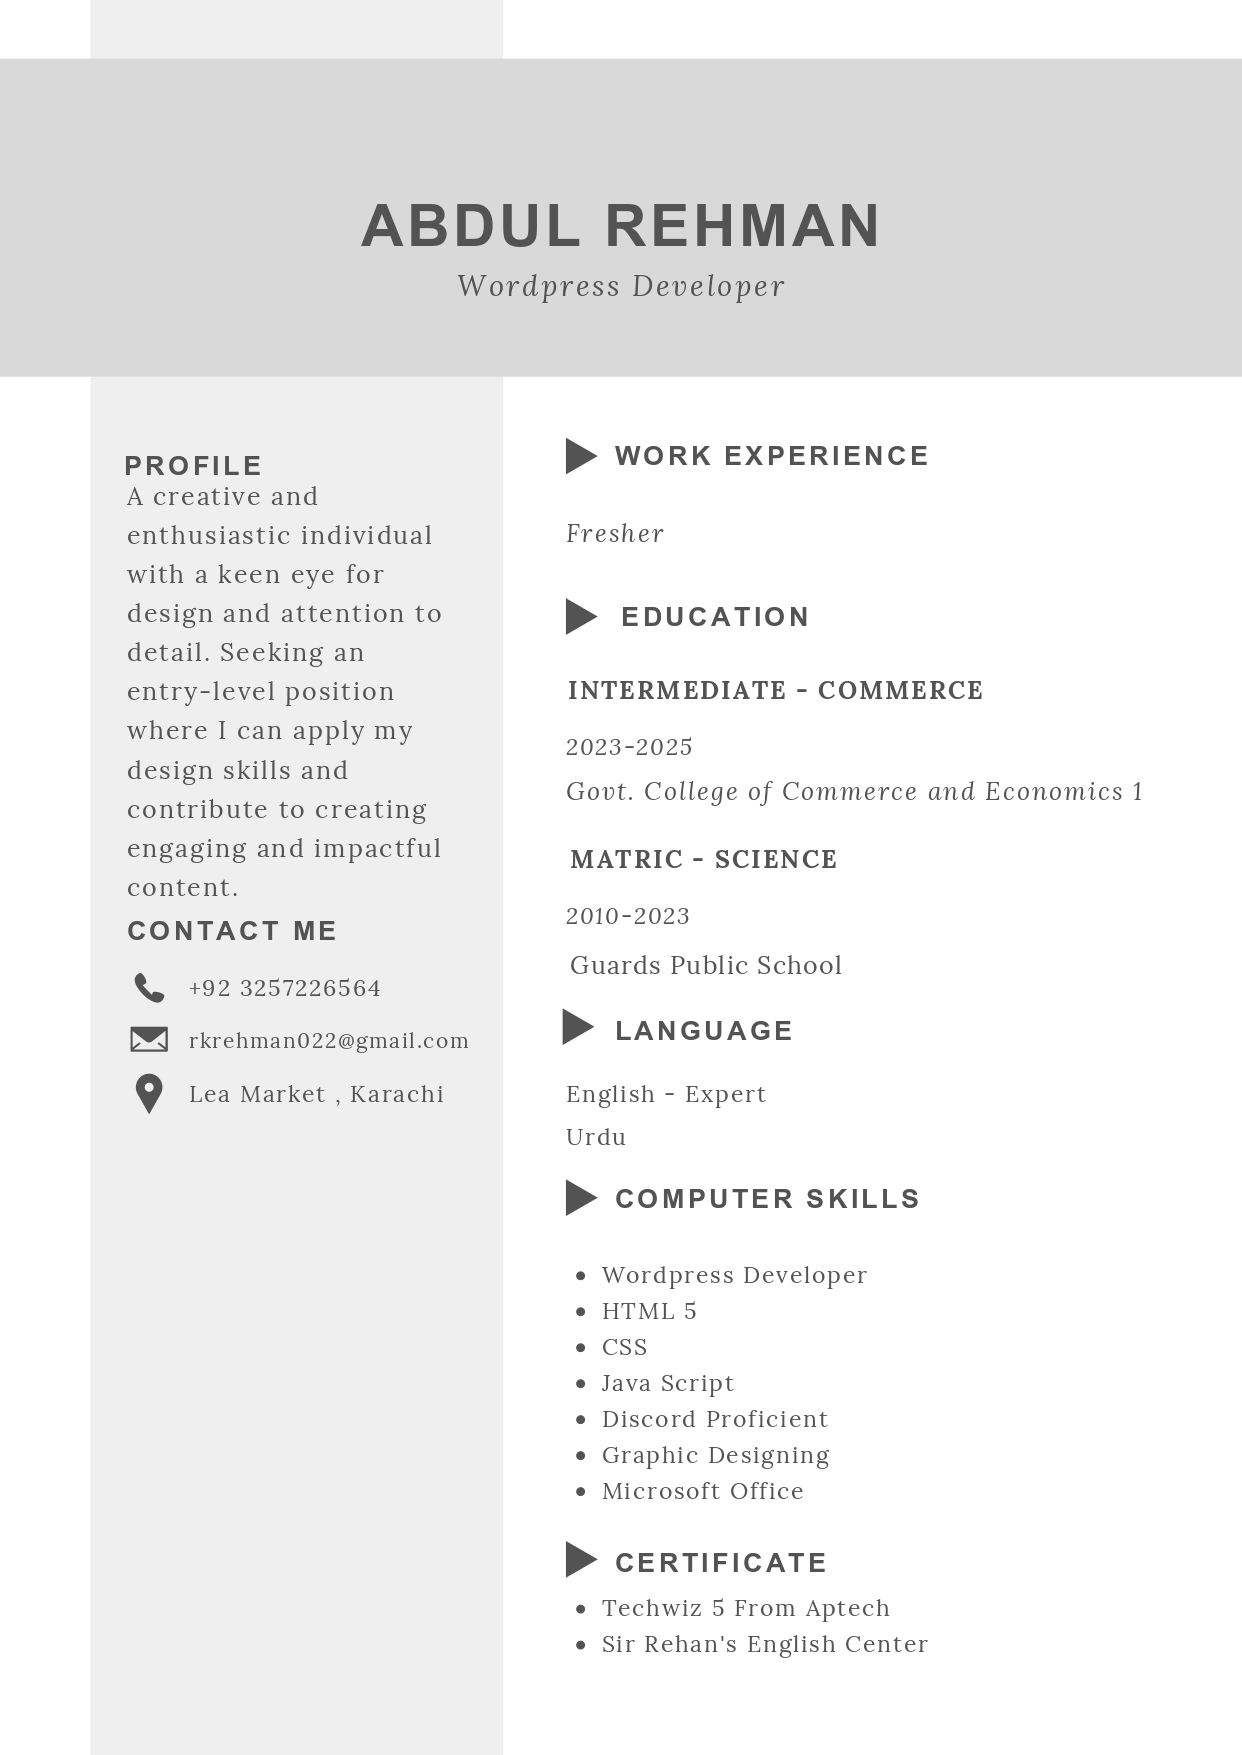 ABDUL REHMAN
Wordpress Developer
PROFILE
A creative and
enthusiastic individual
with a keen eye for
design and attention to
detail. Seeking an
entry-level position
where I can apply my
design skills and
contribute to creating
engaging and impactful
content.
CONTACT ME
+92 3257226564
rkrehman022@gmail.com
Lea Market , Karachi
WORK EXPERIENCE
Fresher
EDUCATION
INTERMEDIATE - COMMERCE
2023-2025
Govt. College of Commerce and Economics 1
MATRIC - SCIENCE
2010-2023
Guards Public School
LANGUAGE
English - Expert
Urdu
COMPUTER SKILLS
Wordpress Developer
HTML 5
CSS
Java Script
Discord Proficient
Graphic Designing
Microsoft Office
CERTIFICATE
Techwiz 5 From Aptech
Sir Rehan's English Center